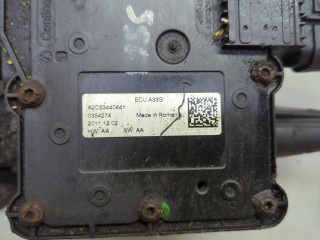 ECU A33G
A2C53440441
0354274 Made in Romania
2011.12.02
HW: AA SW: AA